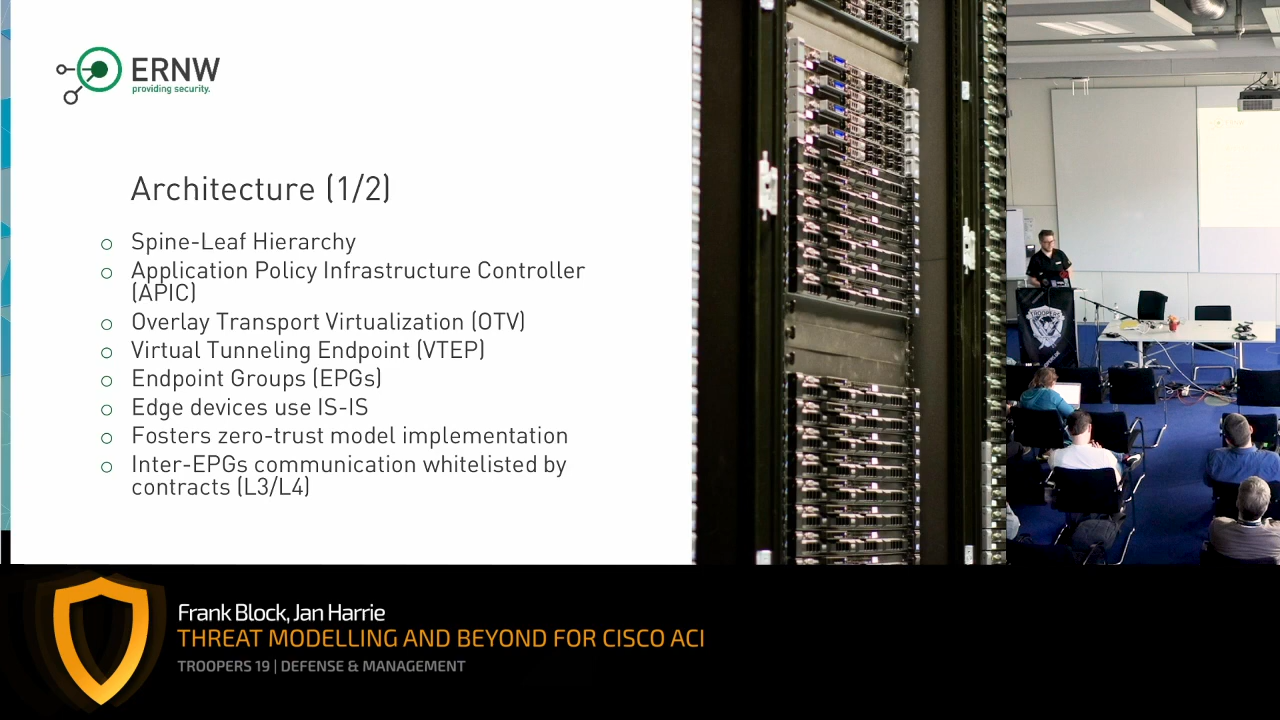 ERNW
providing security.
Architecture (1/2)
Spine-Leaf Hierarchy
Application Policy Infrastructure Controller
(APIC)
Overlay Transport Virtualization (OTV)
Virtual Tunneling Endpoint (VTEP)
Endpoint Groups (EPGs)
Edge devices use IS-IS
Fosters zero-trust model implementation
Inter-EPGs communication whitelisted by
contracts (L3/L4)
TROOPERS
Frank Block, Jan Harrie
THREAT MODELLING AND BEYOND FOR CISCO ACI
TROOPERS 19 | DEFENSE & MANAGEMENT